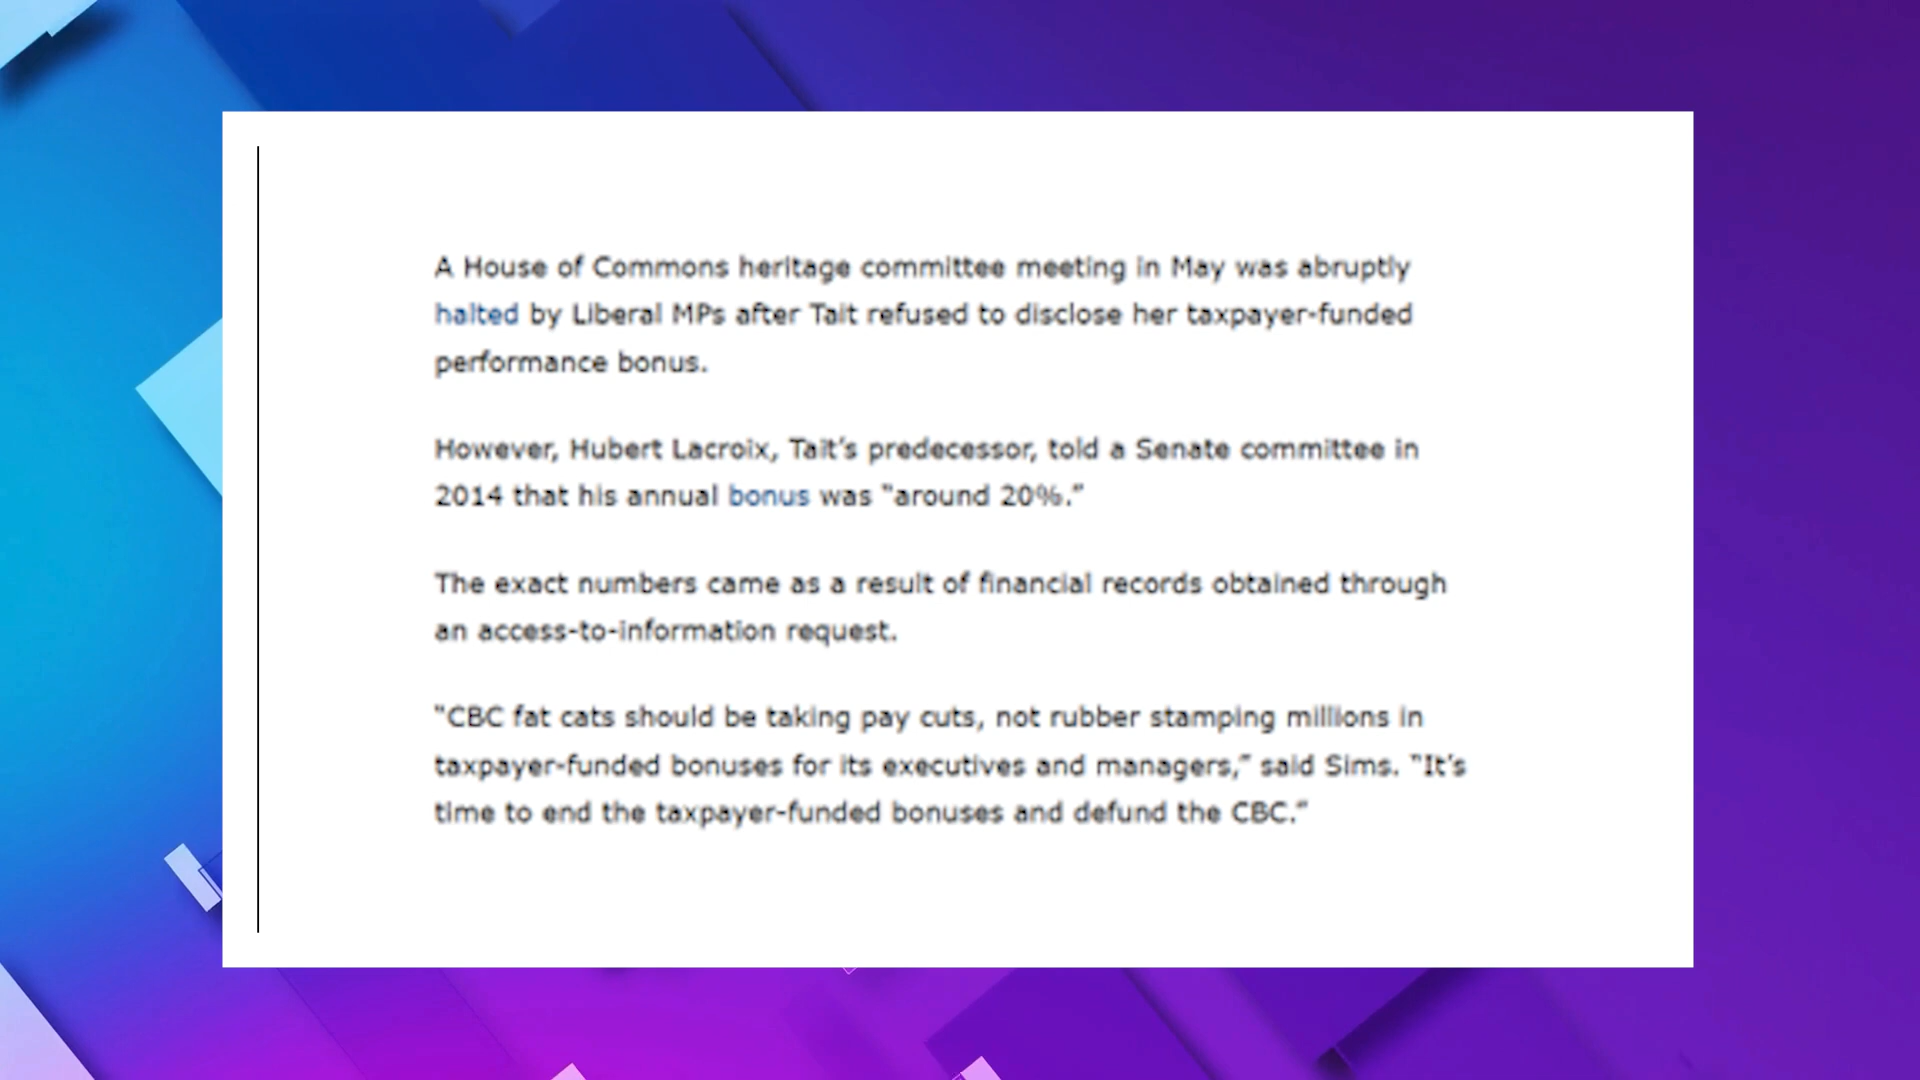 A House of Commons heritage committee meeting in May was abruptly
halted by Liberal MPs after Tait refused to disclose her taxpayer-funded
performance bonus.
However, Hubert Lacroix, Tait’s predecessor, told a Senate committee in
2014 that his annual bonus was “around 20%.”
The exact numbers came as a result of financial records obtained through
an access-to-information request.
“CBC fat cats should be taking pay cuts, not rubber stamping millions in
taxpayer-funded bonuses for its executives and managers,” said Sims. “It’s
time to end the taxpayer-funded bonuses and defund the CBC.”